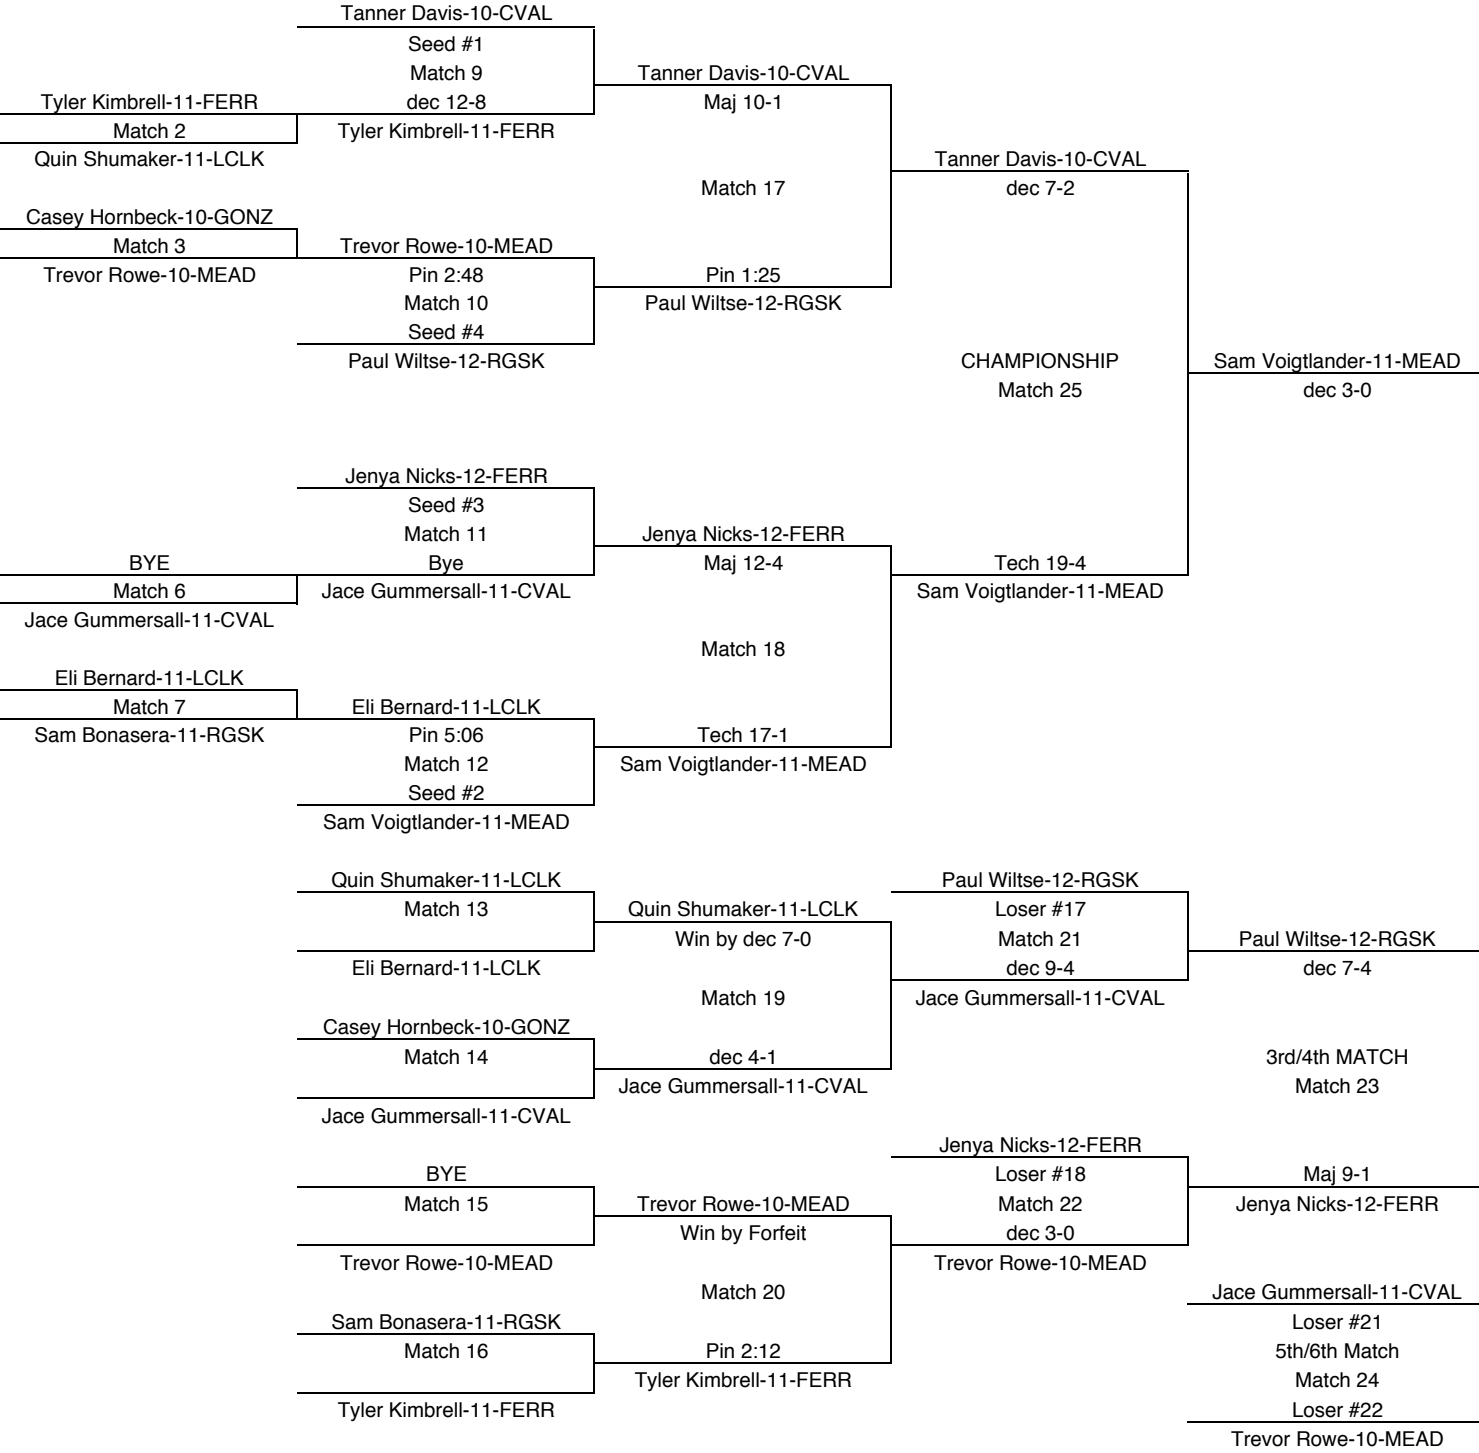 Tanner Davis-10-CVAL
Seed #1
Match 9
Tanner Davis-10-CVAL
Tyler Kimbrell-11-FERR
dec 12-8
Maj 10-1
Match 2
Tyler Kimbrell-11-FERR
Quin Shumaker-11-LCLK
Tanner Davis-10-CVAL
Match 17
dec 7-2
Casey Hornbeck-10-GONZ
Match 3
Trevor Rowe-10-MEAD
Trevor Rowe-10-MEAD
Pin 2:48
Pin 1:25
Match 10
Paul Wiltse-12-RGSK
Seed #4
Paul Wiltse-12-RGSK
CHAMPIONSHIP
Sam Voigtlander-11-MEAD
Match 25
dec 3-0
Jenya Nicks-12-FERR
Seed #3
Match 11
Jenya Nicks-12-FERR
BYE
Bye
Maj 12-4
Tech 19-4
Match 6
Jace Gummersall-11-CVAL
Sam Voigtlander-11-MEAD
Jace Gummersall-11-CVAL
Match 18
Eli Bernard-11-LCLK
Match 7
Eli Bernard-11-LCLK
Sam Bonasera-11-RGSK
Pin 5:06
Tech 17-1
Match 12
Sam Voigtlander-11-MEAD
Seed #2
Sam Voigtlander-11-MEAD
Quin Shumaker-11-LCLK
Paul Wiltse-12-RGSK
Match 13
Quin Shumaker-11-LCLK
Loser #17
Win by dec 7-0
Match 21
Paul Wiltse-12-RGSK
Eli Bernard-11-LCLK
dec 9-4
dec 7-4
Match 19
Jace Gummersall-11-CVAL
Casey Hornbeck-10-GONZ
Match 14
dec 4-1
3rd/4th MATCH
Jace Gummersall-11-CVAL
Match 23
Jace Gummersall-11-CVAL
Jenya Nicks-12-FERR
BYE
Loser #18
Maj 9-1
Match 15
Trevor Rowe-10-MEAD
Match 22
Jenya Nicks-12-FERR
Win by Forfeit
dec 3-0
Trevor Rowe-10-MEAD
Trevor Rowe-10-MEAD
Match 20
Jace Gummersall-11-CVAL
Sam Bonasera-11-RGSK
Loser #21
Match 16
Pin 2:12
5th/6th Match
Tyler Kimbrell-11-FERR
Match 24
Tyler Kimbrell-11-FERR
Loser #22
Trevor Rowe-10-MEAD